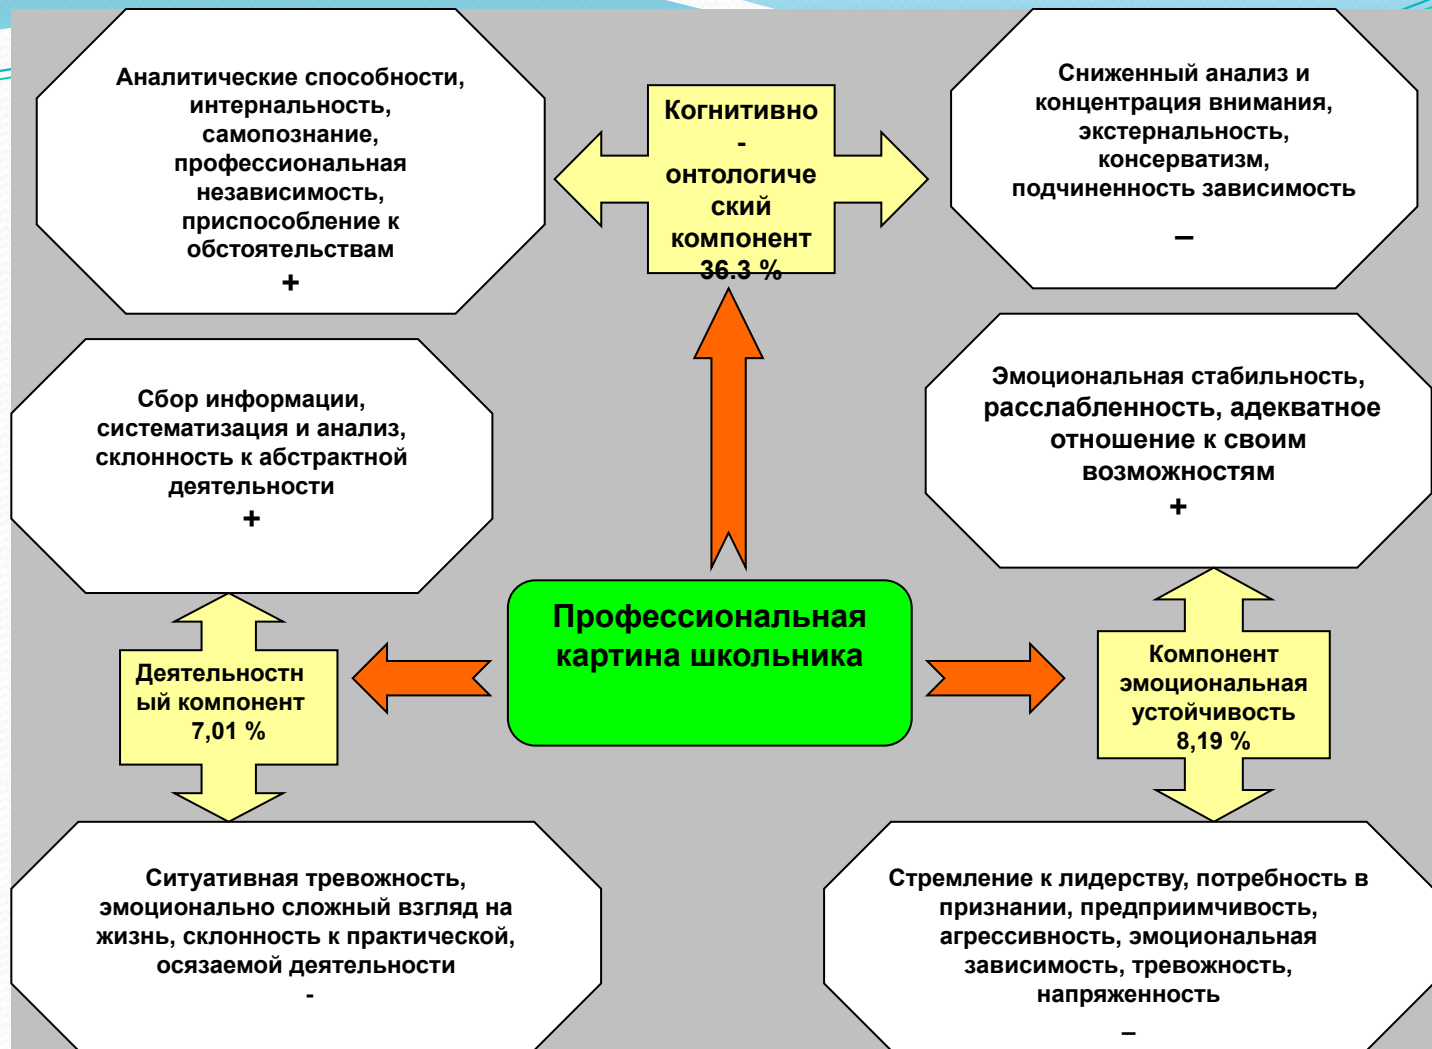 Аналитические способности,
интернальность,
самопознание,
профессиональная
независимость,
приспособление к
обстоятельствам
+
Когнитивно
-
онтологиче
ский
компонент
36.3 %
Сниженный анализ и
концентрация внимания,
экстернальность,
консерватизм,
подчиненность зависимость
–
Сбор информации,
систематизация и анализ,
склонность к абстрактной
деятельности
+
Эмоциональная стабильность,
расслабленность, адекватное
отношение к своим
возможностям
+
Профессиональная
картина школьника
Деятельностн
ый компонент
7,01 %
Компонент
эмоциональная
устойчивость
8,19 %
Ситуативная тревожность,
эмоционально сложный взгляд на
жизнь, склонность к практической,
осязаемой деятельности
-
Стремление к лидерству, потребность в
признании, предприимчивость,
агрессивность, эмоциональная
зависимость, тревожность,
напряженность
–